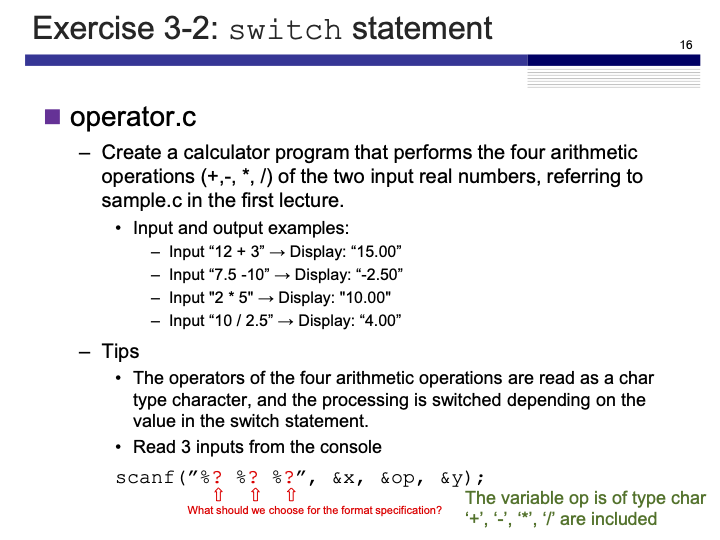 Exercise 3-2: switch statement
16
operator.c
– Create a calculator program that performs the four arithmetic
operations (+,-, *, /) of the two input real numbers, referring to
sample.c in the first lecture.
• Input and output examples:
– Input “12 + 3” → Display: “15.00”
– Input “7.5 -10” → Display: “-2.50”
– Input "2 * 5" → Display: "10.00"
– Input “10 / 2.5” → Display: “4.00”
– Tips
• The operators of the four arithmetic operations are read as a char
type character, and the processing is switched depending on the
value in the switch statement.
• Read 3 inputs from the console
scanf(”%? %? %?”, &x, &op, &y);
⇧ ⇧ ⇧
What should we choose for the format specification?
The variable op is of type char
‘+’, ‘-’, ‘*’, ‘/’ are included